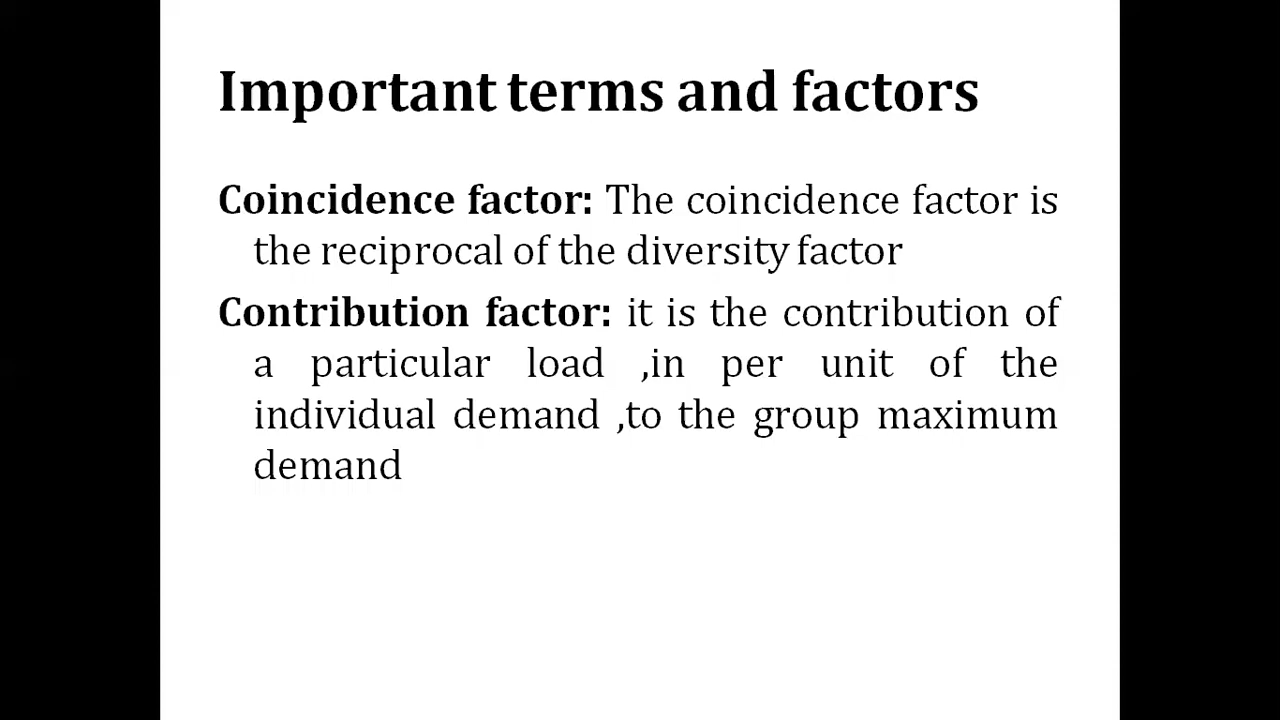 Important terms and factors
Coincidence factor: The coincidence factor is
the reciprocal of the diversity factor
Contribution factor: it is the contribution of
a particular load ,in per unit of the
individual demand ,to the group maximum
demand